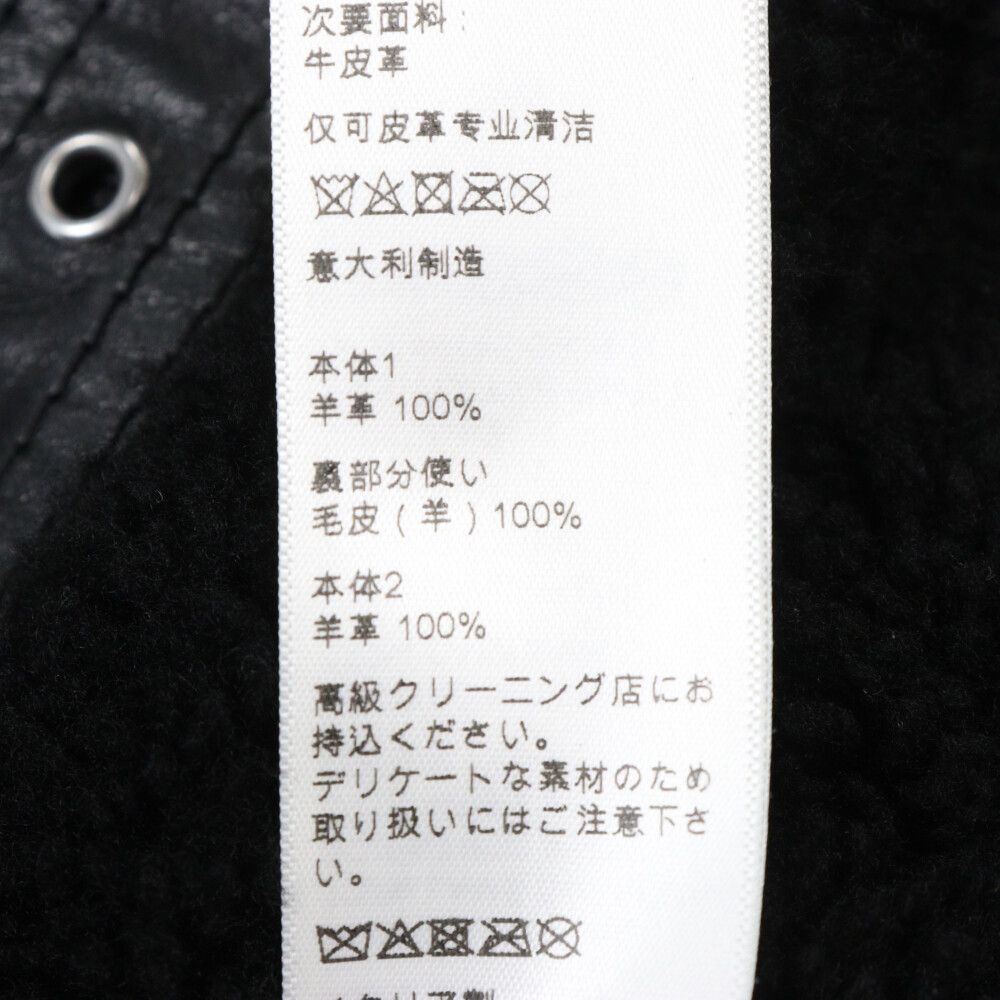 次要面料:
牛皮革
仅可皮革专业清洁
意大利制造
本体1
羊革 100%
裏部分使い
毛皮(羊)100%
本体2
羊革 100%
高級クリーニング店にお
持込ください。
デリケートな素材のため
取り扱いにはご注意下さ
い。